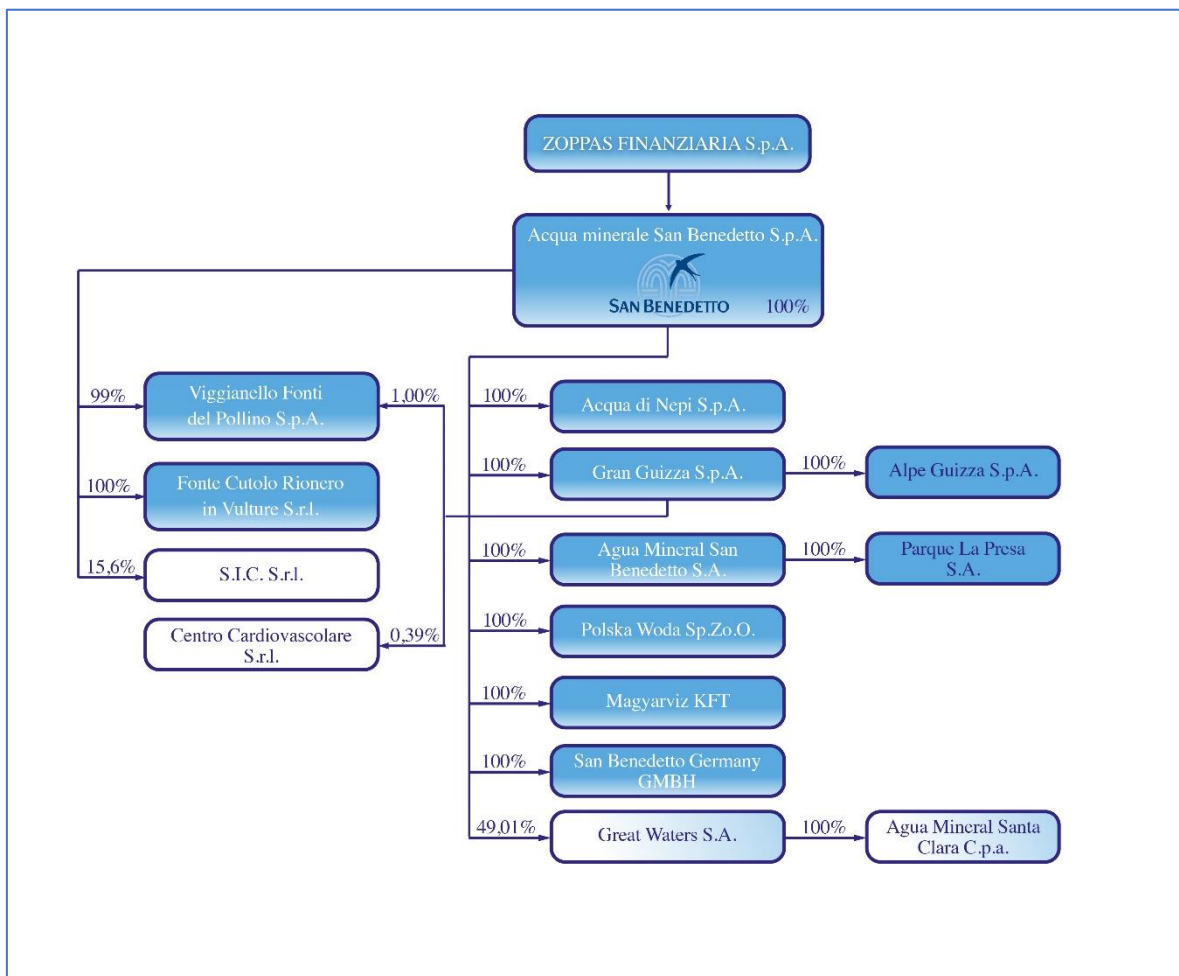 ZOPPAS FINANZIARIA S.p.A.
Acqua minerale San Benedetto S.p.A.
SAN BENEDETTO
100%
99%
Viggianello Fonti
del Pollino S.p.A.
1,00%
100%
Fonte Cutolo Rionero
in Vulture S.r.l.
15,6%
S.I.C. S.r.l.
Centro Cardiovascolare
S.r.l.
0,39%
100%
Acqua di Nepi S.p.A.
100%
Gran Guizza S.p.A.
100%
Alpe Guizza S.p.A.
100%
Agua Mineral San
Benedetto S.A.
100%
Parque La Presa
S.A.
100%
Polska Woda Sp.Zo.O.
100%
Magyarviz KFT
100%
San Benedetto Germany
GMBH
49,01%
Great Waters S.A.
100%
Agua Mineral Santa
Clara C.p.a.